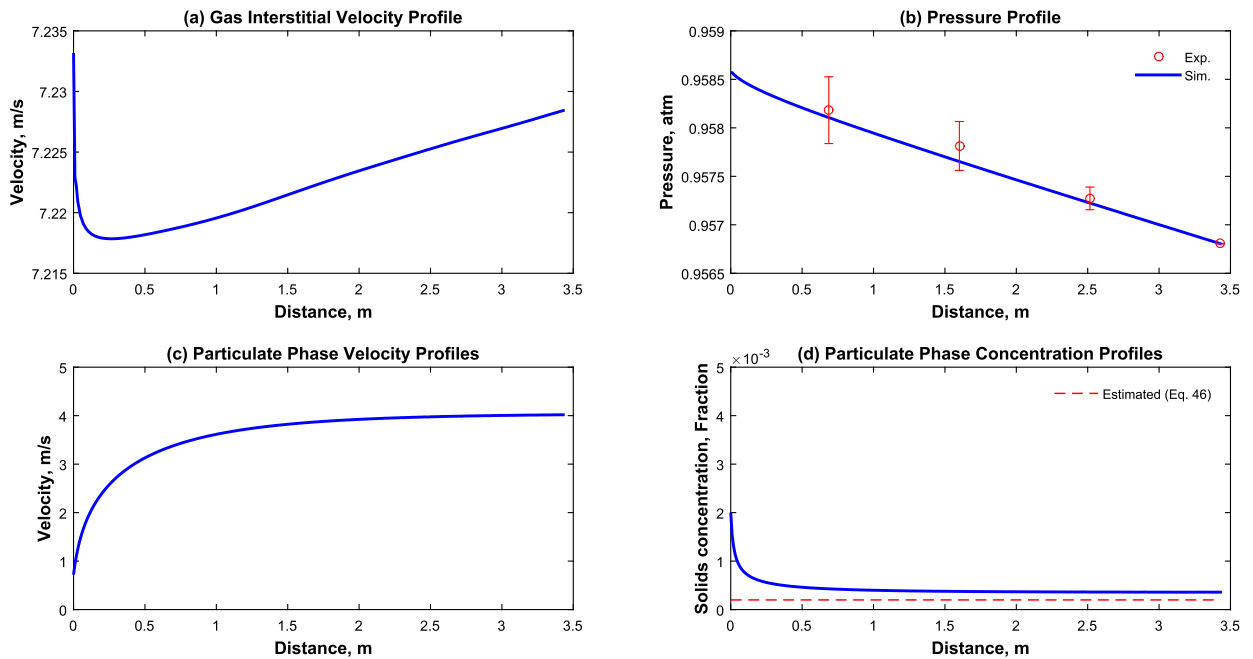 (a) Gas Interstitial Velocity Profile
7.235
7.23
7.225
7.22
7.215
Velocity, m/s
0 0.5 1 1.5 2 2.5 3 3.5
Distance, m
(b) Pressure Profile
0.959
0.9585
0.958
0.9575
0.957
0.9565
Pressure, atm
Exp.
Sim.
0 0.5 1 1.5 2 2.5 3 3.5
Distance, m
(c) Particulate Phase Velocity Profiles
5
4
3
2
1
0
Velocity, m/s
0 0.5 1 1.5 2 2.5 3 3.5
Distance, m
×10⁻³
(d) Particulate Phase Concentration Profiles
5
4
3
2
1
0
Solids concentration, Fraction
Estimated (Eq. 46)
0 0.5 1 1.5 2 2.5 3 3.5
Distance, m